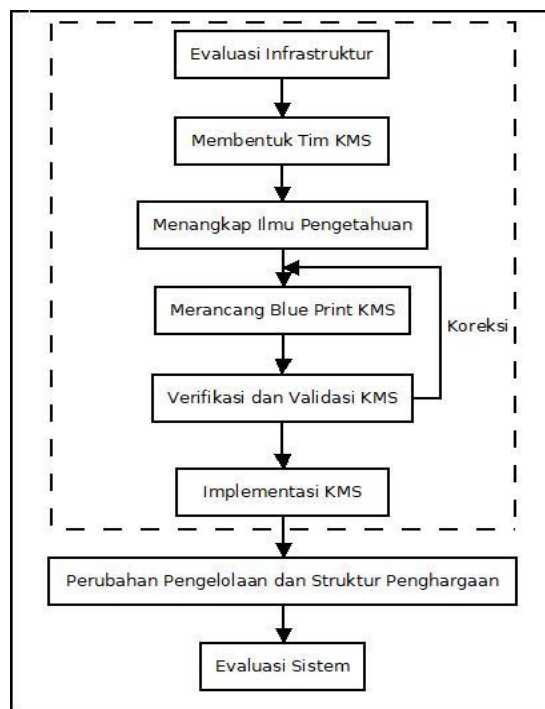 Evaluasi Infrastruktur
Membentuk Tim KMS
Menangkap Ilmu Pengetahuan
Merancang Blue Print KMS
Koreksi
Verifikasi dan Validasi KMS
Implementasi KMS
Perubahan Pengelolaan dan Struktur Penghargaan
Evaluasi Sistem